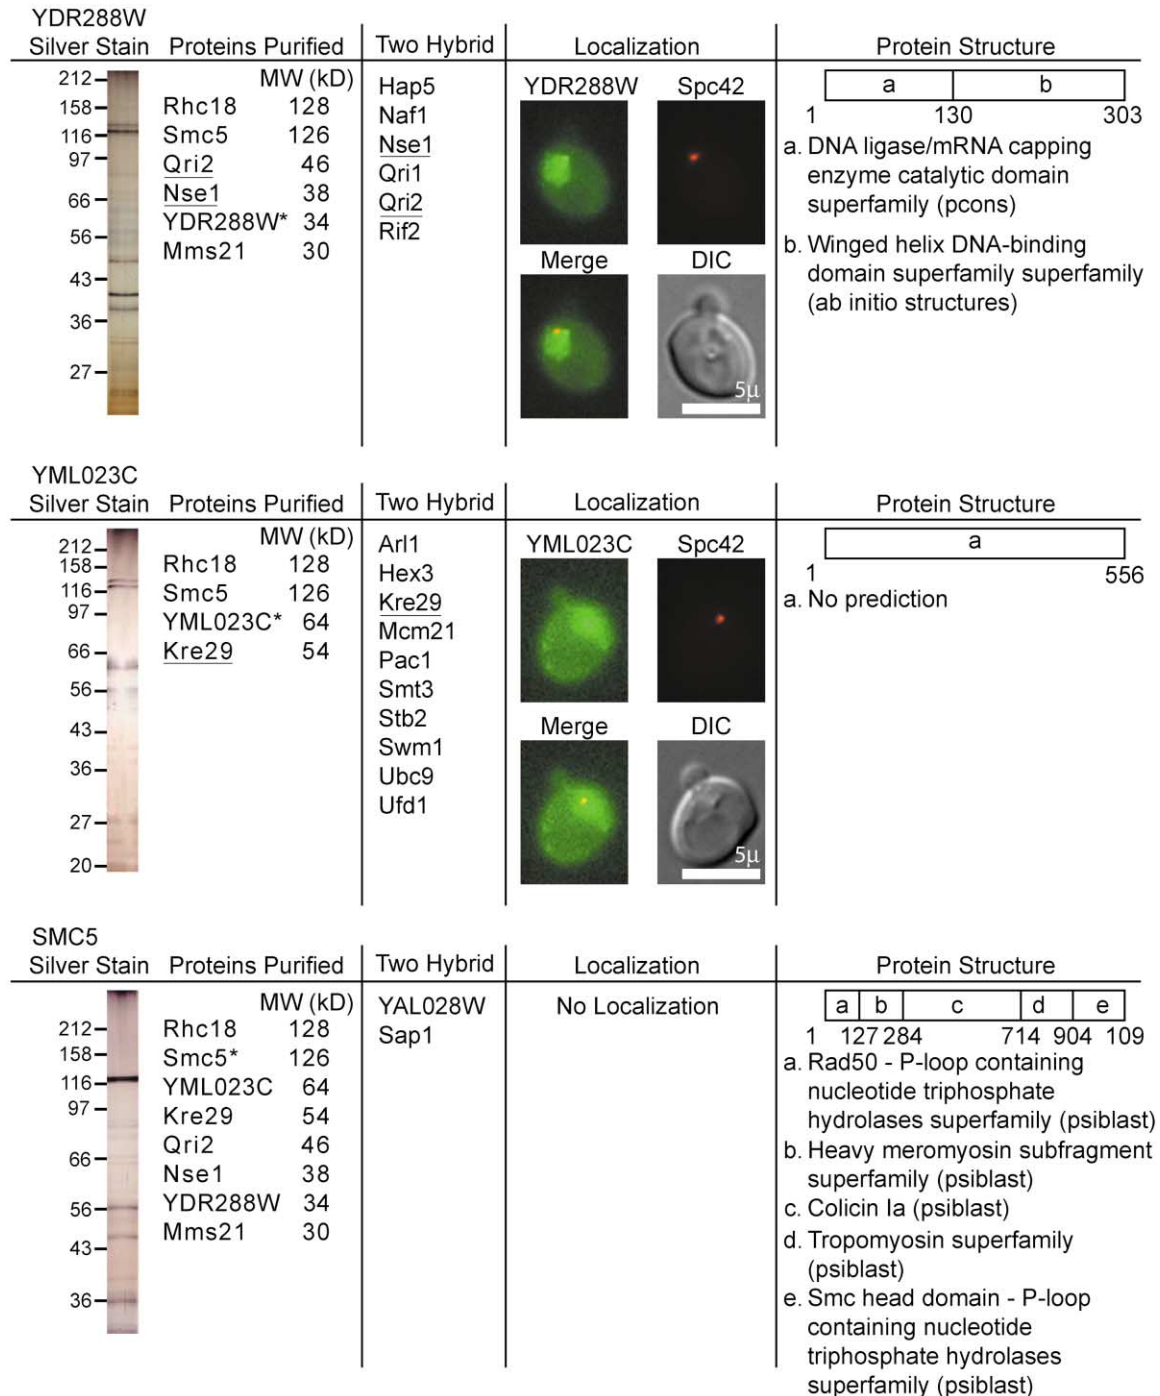 YDR288W
Silver Stain Proteins Purified Two Hybrid Localization Protein Structure
MW (kD)
212
158
116
97
66
56
43
36
27
Rhc18 128
Smc5 126
Qri2 46
Nse1 38
YDR288W* 34
Mms21 30
Hap5
Naf1
Nse1
Qri1
Qri2
Rif2
YDR288W Spc42
Merge DIC
5µ
a b
1 130 303
a. DNA ligase/mRNA capping
enzyme catalytic domain
superfamily (pcons)
b. Winged helix DNA-binding
domain superfamily superfamily
(ab initio structures)
YML023C
Silver Stain Proteins Purified Two Hybrid Localization Protein Structure
MW (kD)
212
158
116
97
66
56
43
36
27
20
Rhc18 128
Smc5 126
YML023C* 64
Kre29 54
Arl1
Hex3
Kre29
Mcm21
Pac1
Smt3
Stb2
Swm1
Ubc9
Ufd1
YML023C Spc42
Merge DIC
5µ
a
1 556
a. No prediction
SMC5
Silver Stain Proteins Purified Two Hybrid Localization Protein Structure
MW (kD)
212
158
116
97
66
56
43
36
Rhc18 128
Smc5* 126
YML023C 64
Kre29 54
Qri2 46
Nse1 38
YDR288W 34
Mms21 30
YAL028W
Sap1
No Localization
a b c d e
1 127 284 714 904 109
a. Rad50 - P-loop containing
nucleotide triphosphate
hydrolases superfamily (psiblast)
b. Heavy meromyosin subfragment
superfamily (psiblast)
c. Colicin Ia (psiblast)
d. Tropomyosin superfamily
(psiblast)
e. Smc head domain - P-loop
containing nucleotide
triphosphate hydrolases
superfamily (psiblast)